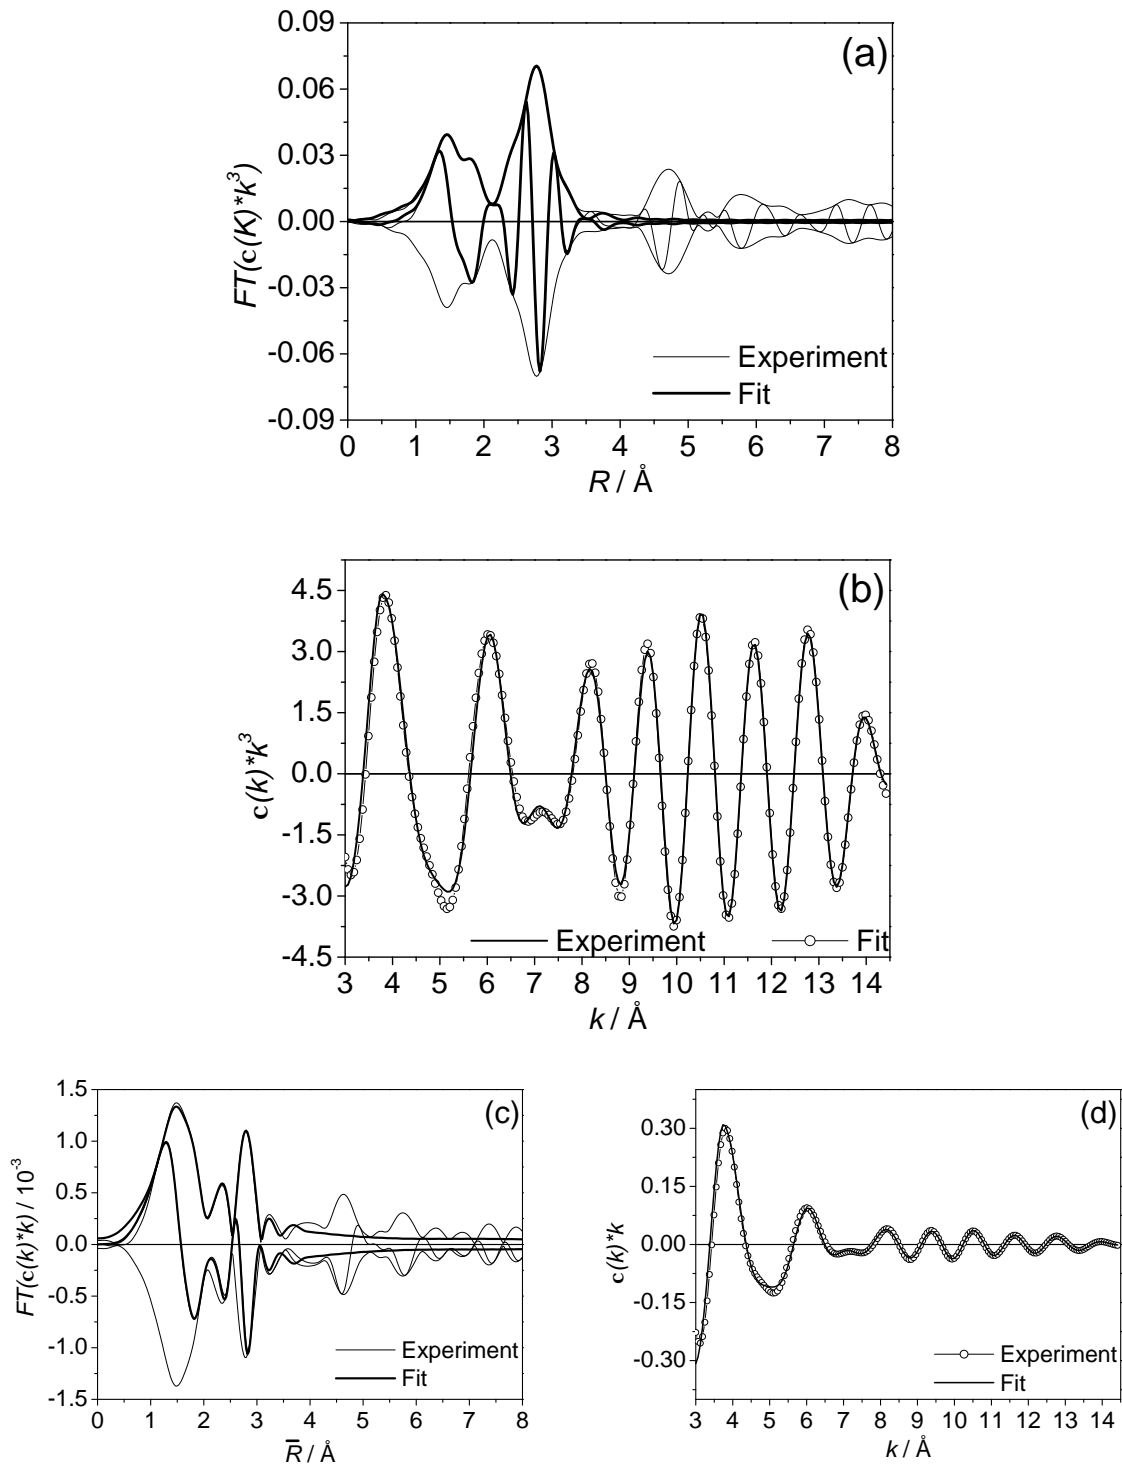 (a)
0.09
0.06
0.03
0.00
-0.03
-0.06
-0.09
FT(c(K)*k³)
Experiment
Fit
0 1 2 3 4 5 6 7 8
R / Å
(b)
4.5
3.0
1.5
0.0
-1.5
-3.0
-4.5
c(k)*k³
Experiment Fit
3 4 5 6 7 8 9 10 11 12 13 14
k / Å
(c)
1.5
1.0
0.5
0.0
-0.5
-1.0
-1.5
FT(c(k)*k) / 10⁻³
Experiment
Fit
0 1 2 3 4 5 6 7 8
R̅ / Å
(d)
0.30
0.15
0.00
-0.15
-0.30
c(k)*k
Experiment
Fit
3 4 5 6 7 8 9 10 11 12 13 14
k / Å